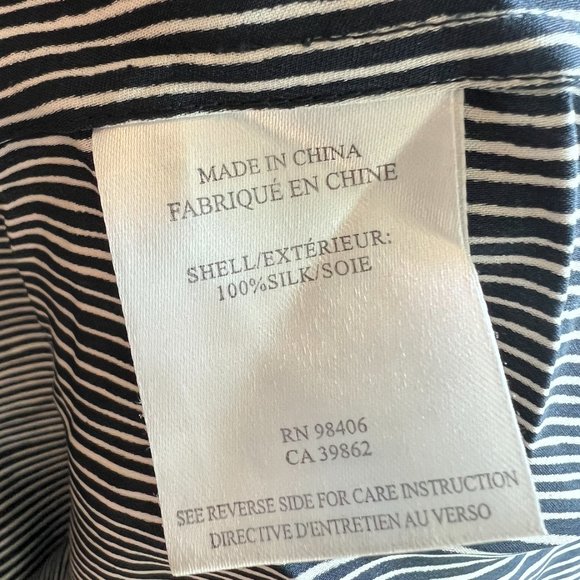 MADE IN CHINA
FABRIQUÉ EN CHINE
SHELL/EXTÉRIEUR:
100%SILK/SOIE
RN 98406
CA 39862
SEE REVERSE SIDE FOR CARE INSTRUCTION
DIRECTIVE D'ENTRETIEN AU VERSO